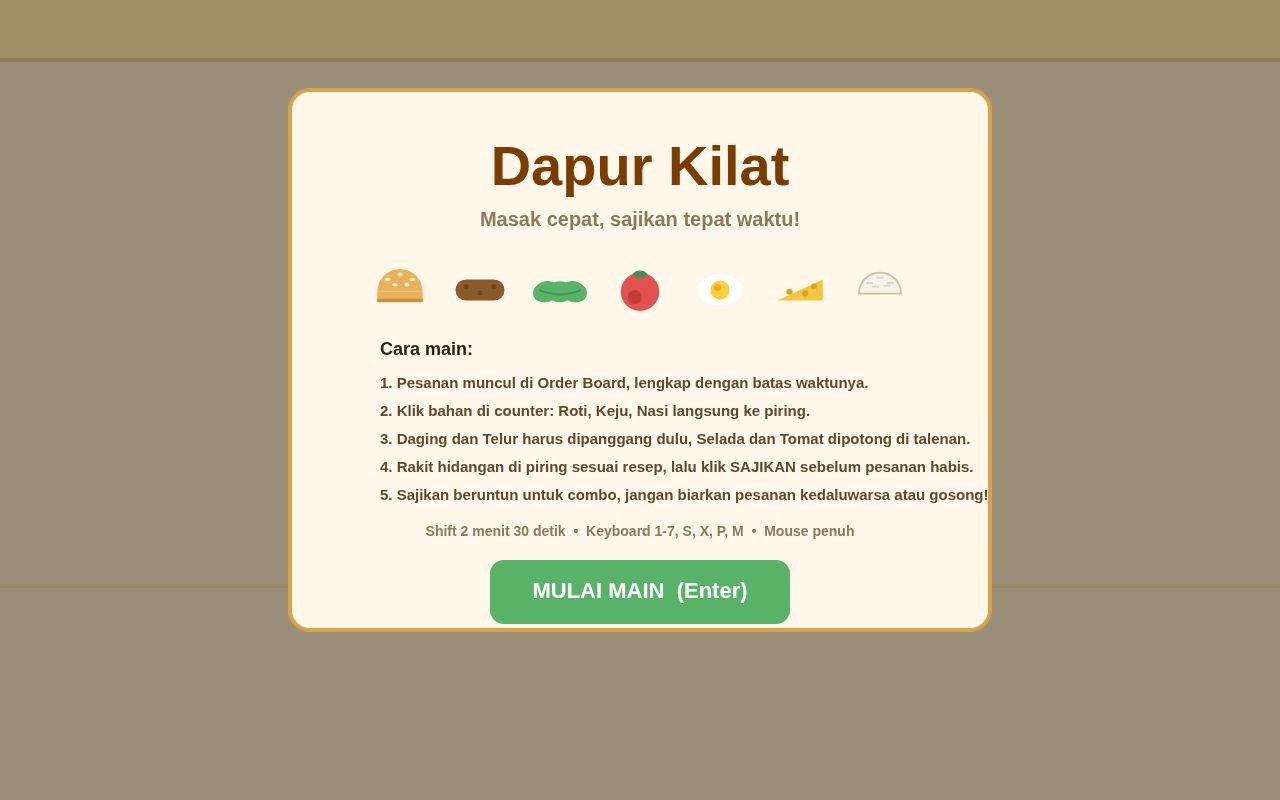 Dapur Kilat
Masak cepat, sajikan tepat waktu!
Cara main:
1. Pesanan muncul di Order Board, lengkap dengan batas waktunya.
2. Klik bahan di counter: Roti, Keju, Nasi langsung ke piring.
3. Daging dan Telur harus dipanggang dulu, Selada dan Tomat dipotong di talenan.
4. Rakit hidangan di piring sesuai resep, lalu klik SAJIKAN sebelum pesanan habis.
5. Sajikan beruntun untuk combo, jangan biarkan pesanan kedaluwarsa atau gosong!
Shift 2 menit 30 detik • Keyboard 1-7, S, X, P, M • Mouse penuh
MULAI MAIN (Enter)